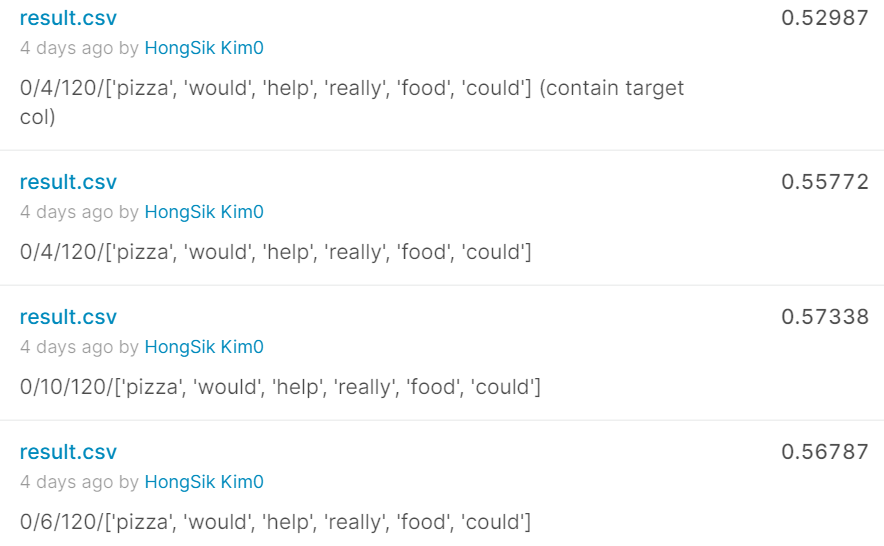 result.csv 0.52987
4 days ago by HongSik Kim0
0/4/120/['pizza', 'would', 'help', 'really', 'food', 'could'] (contain target
col)
result.csv 0.55772
4 days ago by HongSik Kim0
0/4/120/['pizza', 'would', 'help', 'really', 'food', 'could']
result.csv 0.57338
4 days ago by HongSik Kim0
0/10/120/['pizza', 'would', 'help', 'really', 'food', 'could']
result.csv 0.56787
4 days ago by HongSik Kim0
0/6/120/['pizza', 'would', 'help', 'really', 'food', 'could']